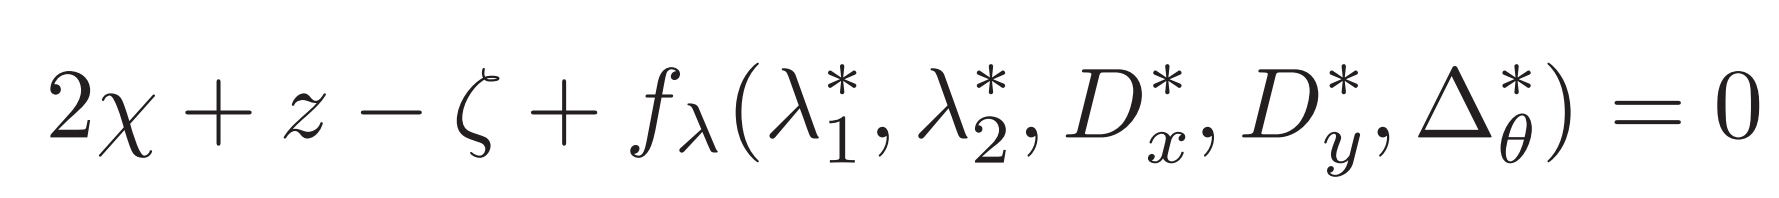 2χ + z − ζ + f_λ(λ_1^*, λ_2^*, D_x^*, D_y^*, Δ_θ^*) = 0